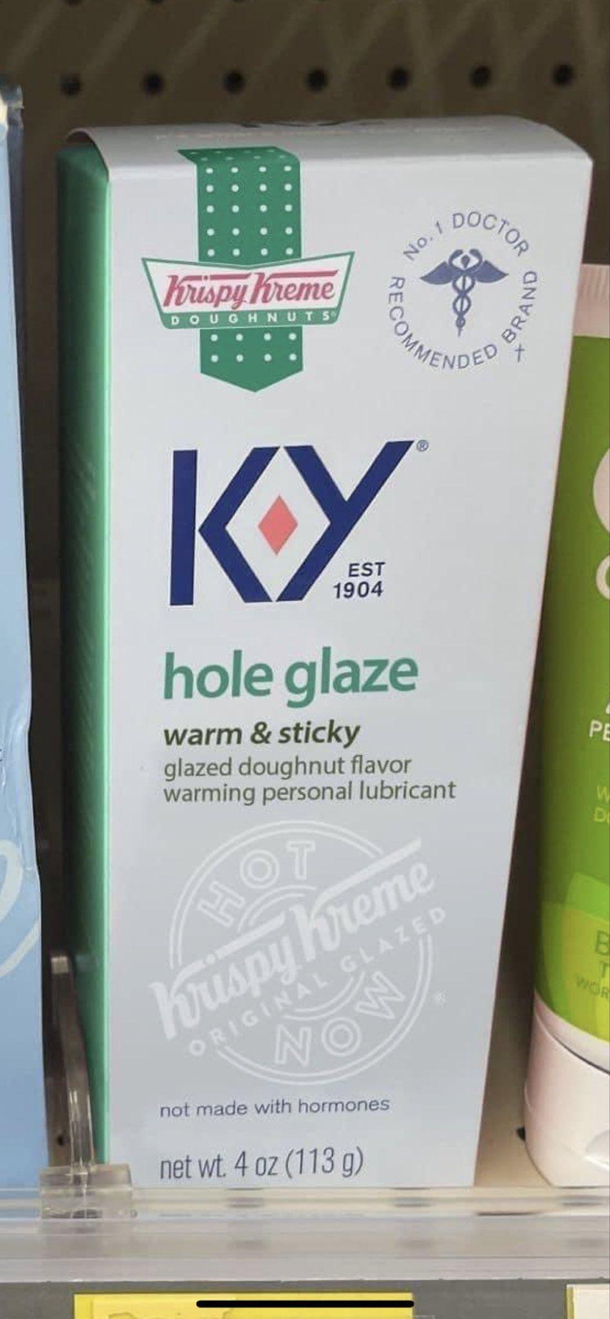 Krispy Kreme
DOUGHNUTS®
No. 1 DOCTOR RECOMMENDED BRAND †
KY®
EST
1904
hole glaze
warm & sticky
glazed doughnut flavor
warming personal lubricant
HOT
Krispy Kreme
ORIGINAL GLAZED
NOW
®
not made with hormones
net wt. 4 oz (113 g)